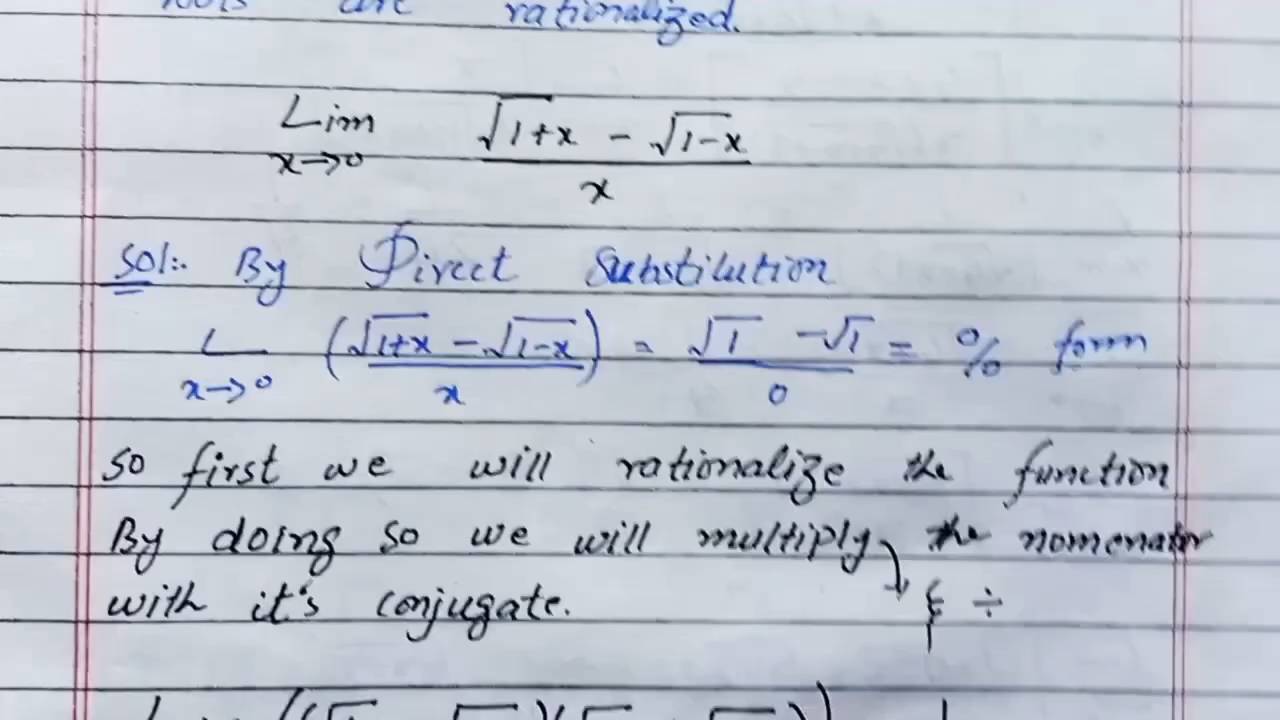 are rationalized.
Lim x→0 (√1+x - √1-x) / x
Sol:. By Direct Substitution
L x→0 (√1+x - √1-x / x) = √1 - √1 / 0 = 0/0 form
so first we will rationalize the function
By doing so we will multiply the nomenator
with it's conjugate. & ÷